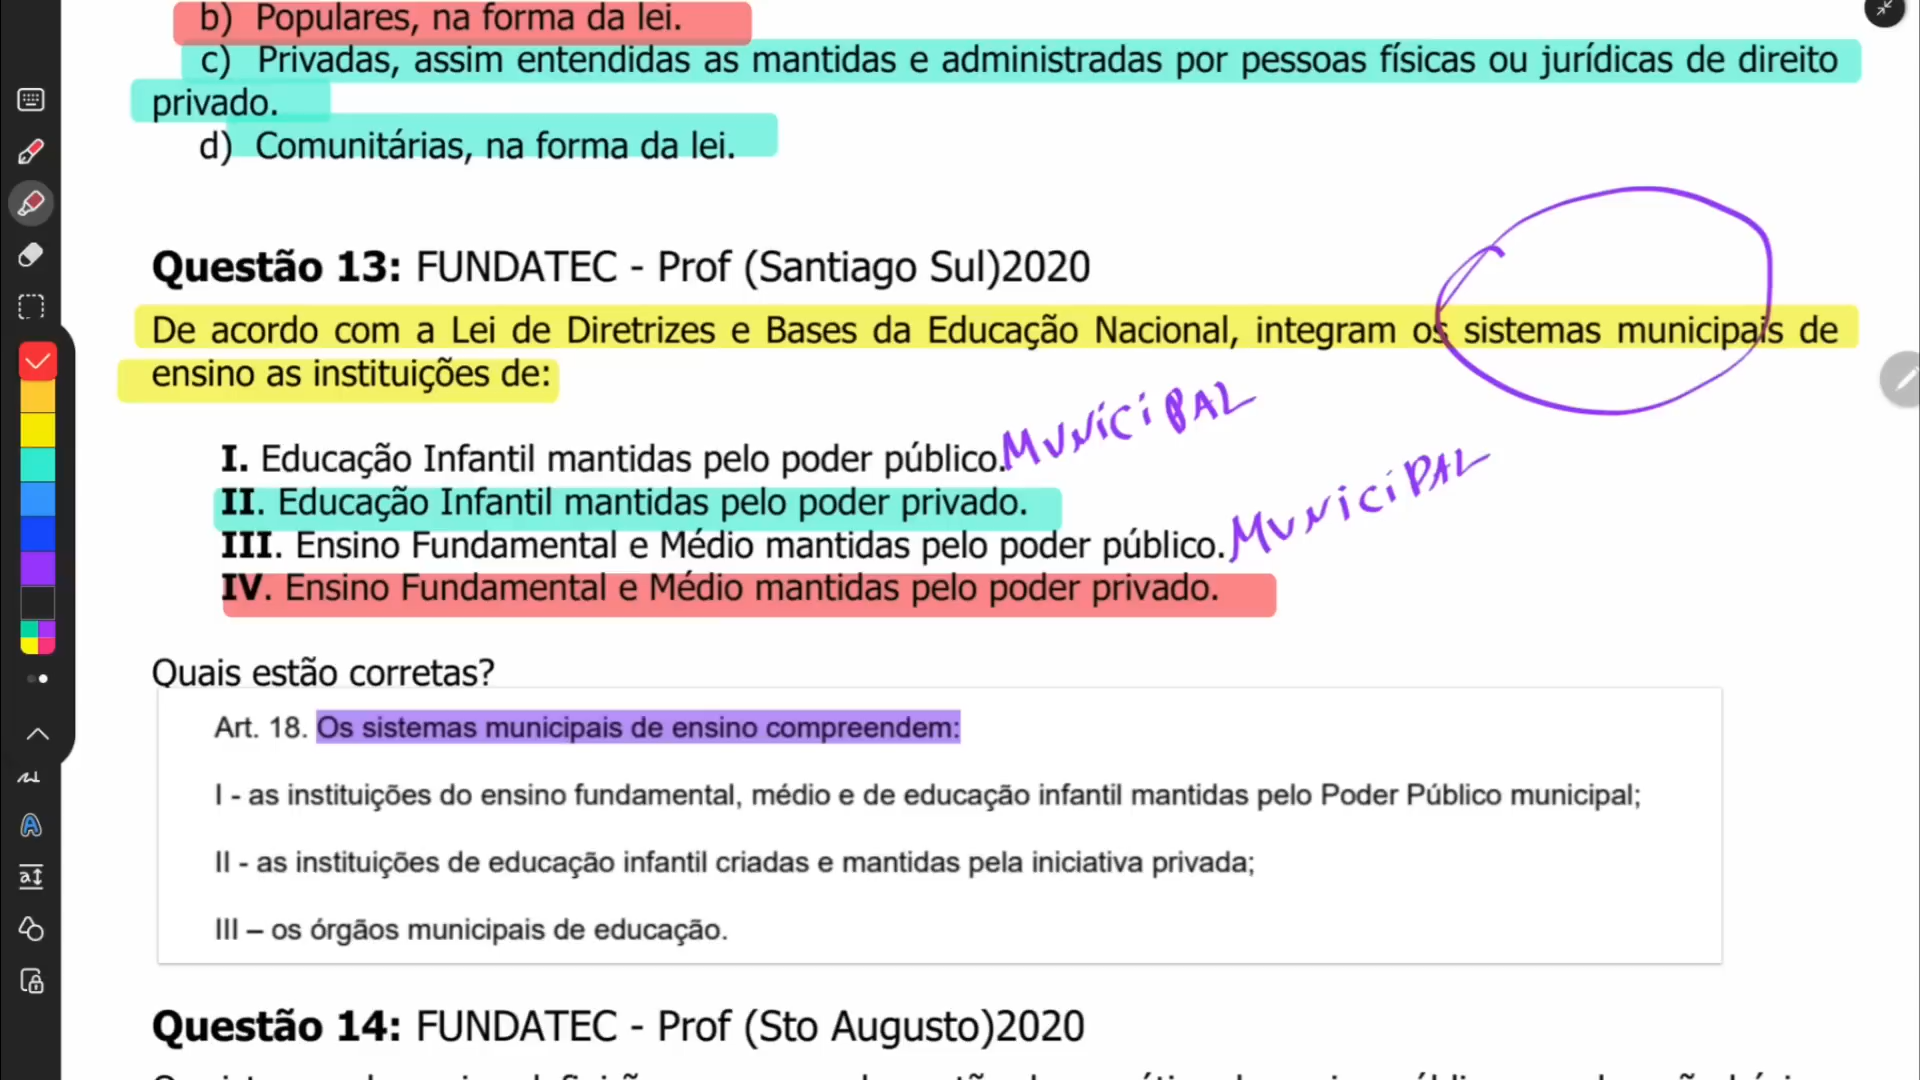 b) Populares, na forma da lei.
c) Privadas, assim entendidas as mantidas e administradas por pessoas físicas ou jurídicas de direito
privado.
d) Comunitárias, na forma da lei.
Questão 13: FUNDATEC - Prof (Santiago Sul)2020
De acordo com a Lei de Diretrizes e Bases da Educação Nacional, integram os sistemas municipais de
ensino as instituições de:
I. Educação Infantil mantidas pelo poder público. MUNICIPAL
II. Educação Infantil mantidas pelo poder privado.
III. Ensino Fundamental e Médio mantidas pelo poder público. MUNICIPAL
IV. Ensino Fundamental e Médio mantidas pelo poder privado.
Quais estão corretas?
Art. 18. Os sistemas municipais de ensino compreendem:
I - as instituições do ensino fundamental, médio e de educação infantil mantidas pelo Poder Público municipal;
II - as instituições de educação infantil criadas e mantidas pela iniciativa privada;
III – os órgãos municipais de educação.
Questão 14: FUNDATEC - Prof (Sto Augusto)2020